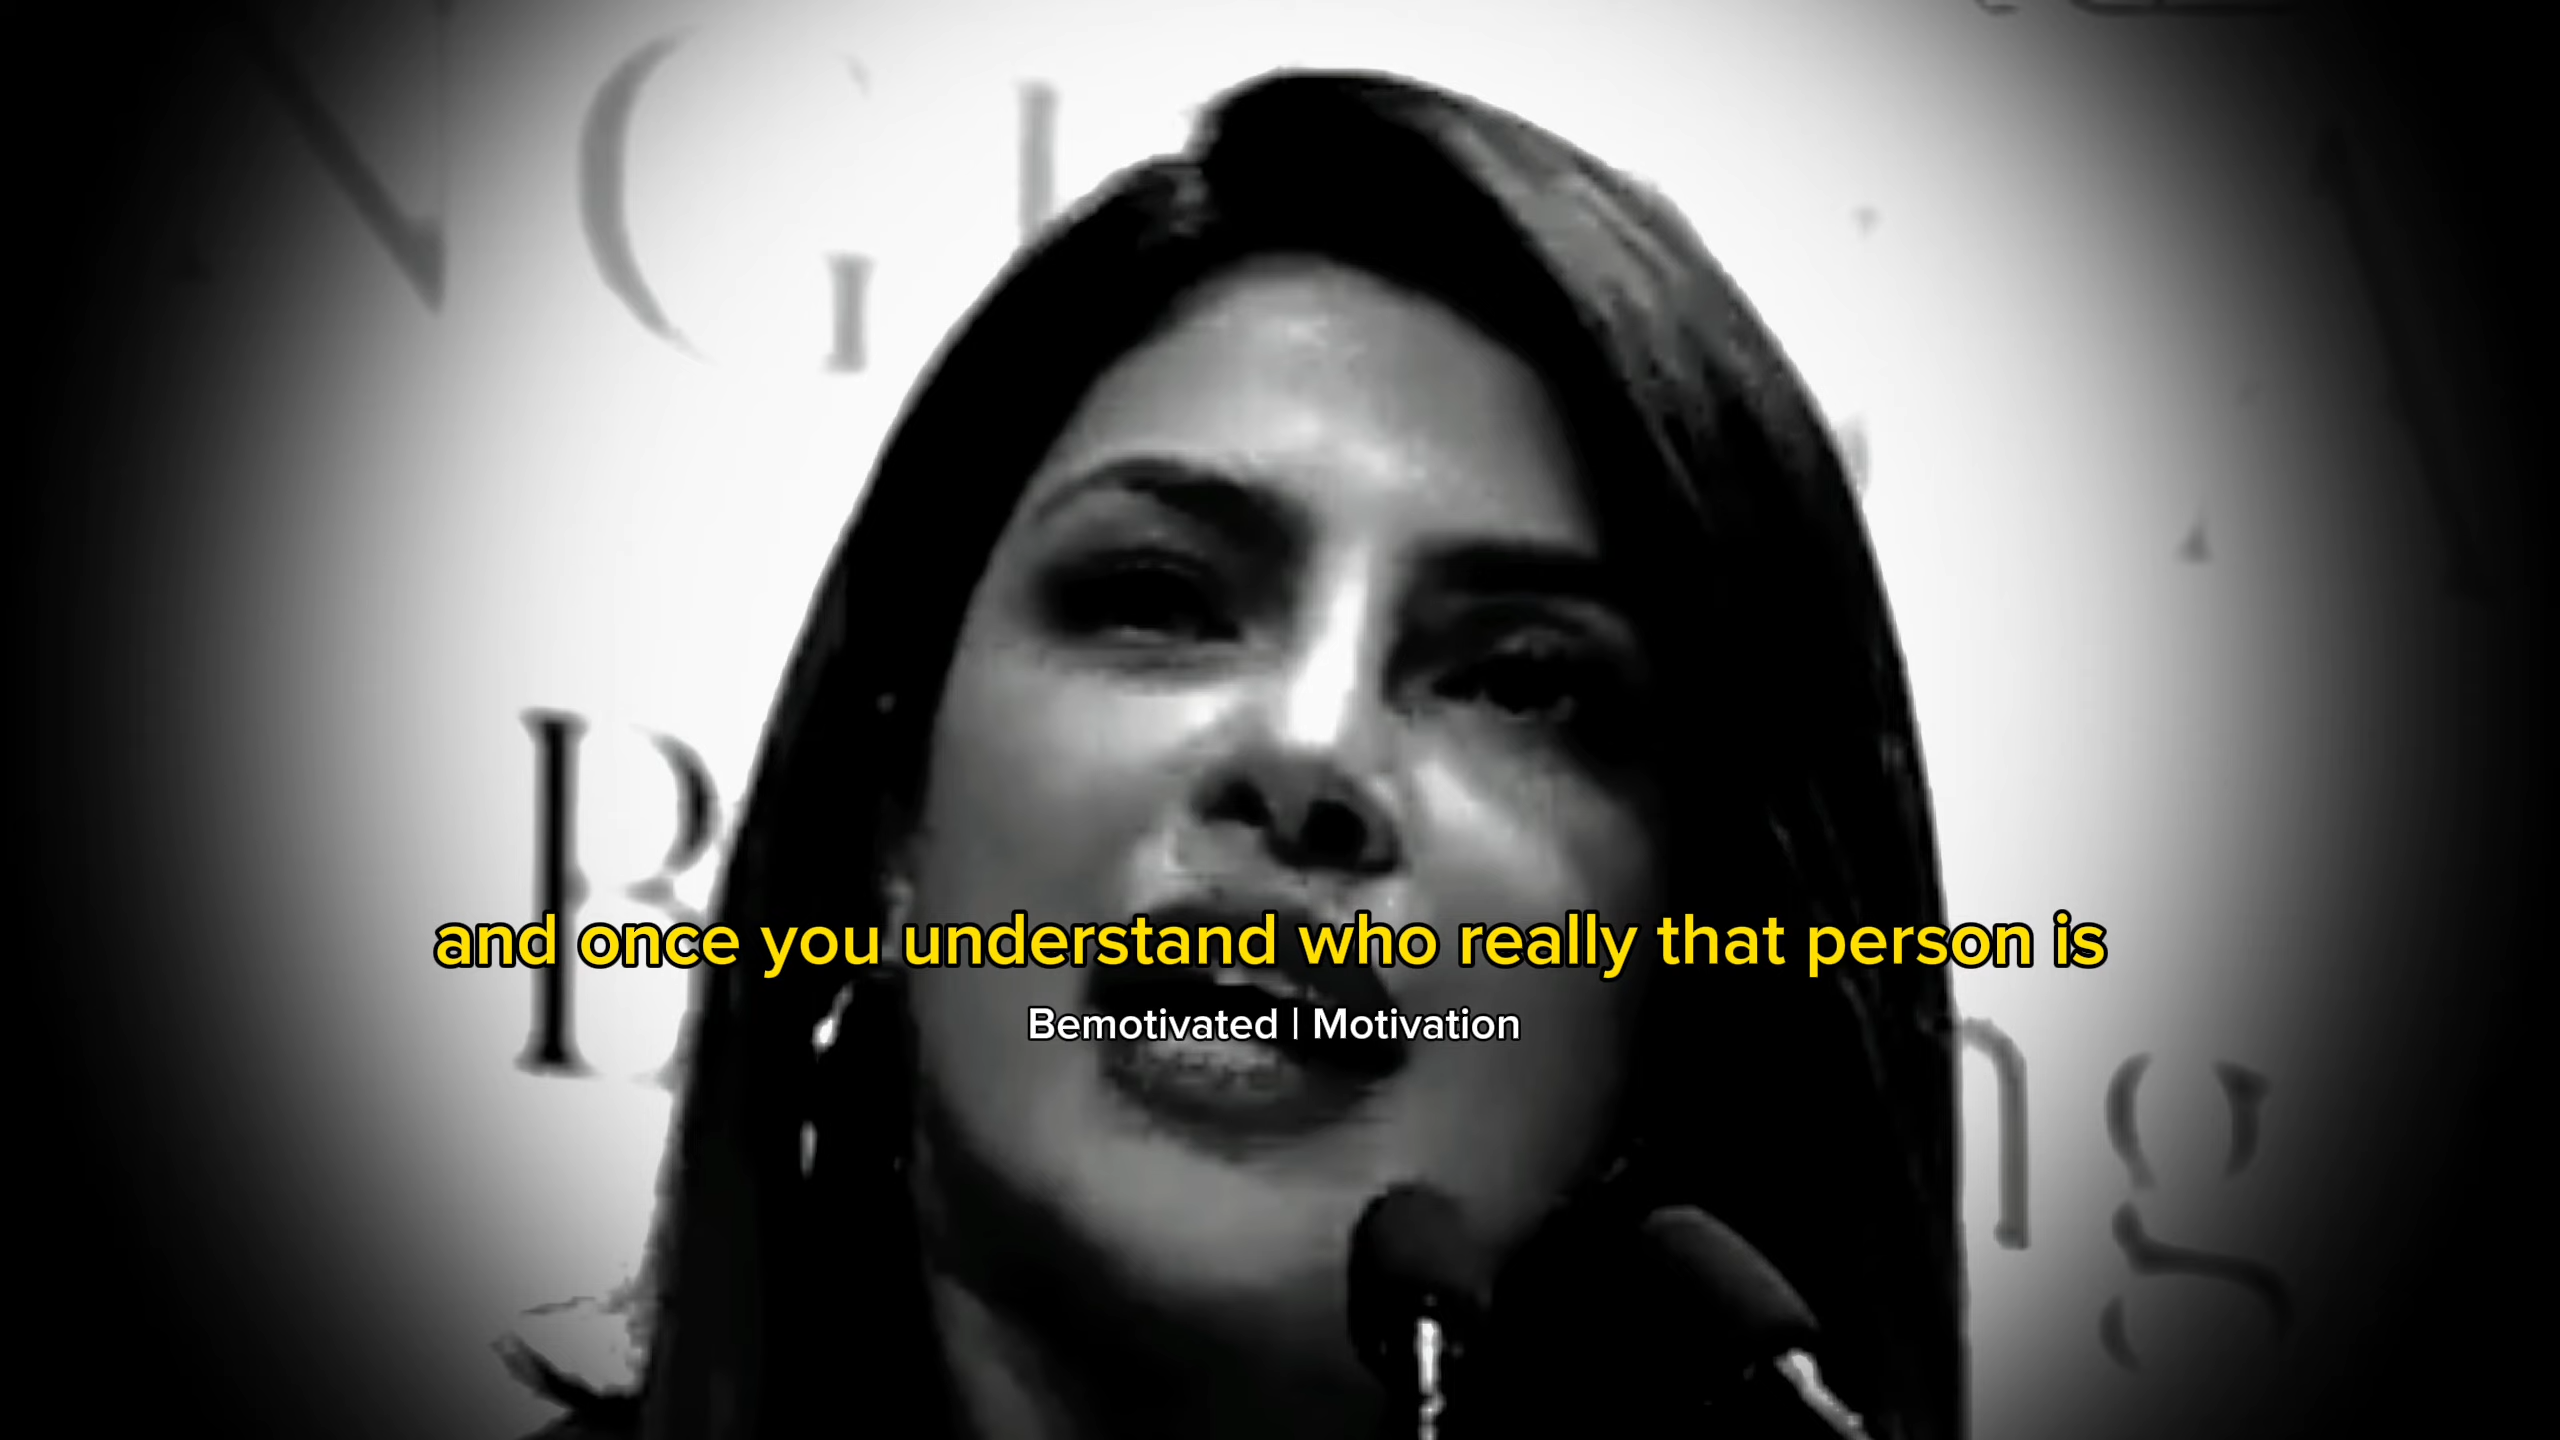 and once you understand who really that person is
Bemotivated | Motivation